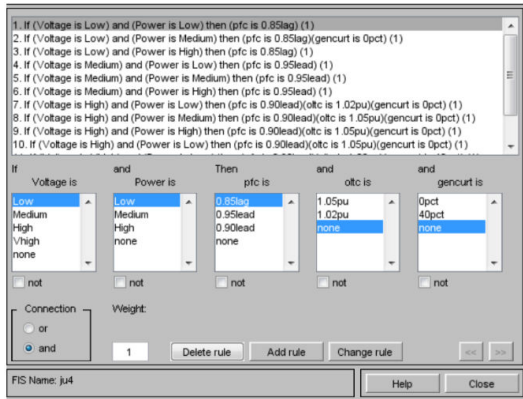 1. If (Voltage is Low) and (Power is Low) then (pfc is 0.85lag) (1)
2. If (Voltage is Low) and (Power is Medium) then (pfc is 0.85lag)(gencurt is 0pct) (1)
3. If (Voltage is Low) and (Power is High) then (pfc is 0.85lag) (1)
4. If (Voltage is Medium) and (Power is Low) then (pfc is 0.95lead) (1)
5. If (Voltage is Medium) and (Power is Medium) then (pfc is 0.95lead) (1)
6. If (Voltage is Medium) and (Power is High) then (pfc is 0.95lead) (1)
7. If (Voltage is High) and (Power is Low) then (pfc is 0.90lead)(oltc is 1.02pu)(gencurt is 0pct) (1)
8. If (Voltage is High) and (Power is Medium) then (pfc is 0.90lead)(oltc is 1.05pu)(gencurt is 0pct) (1)
9. If (Voltage is High) and (Power is High) then (pfc is 0.90lead)(oltc is 1.05pu)(gencurt is 0pct) (1)
10. If (Voltage is High) and (Power is Low) then (pfc is 0.90lead)(oltc is 1.05pu)(gencurt is 0pct) (1)
If and Then and and
Voltage is Power is pfc is oltc is gencurt is
Low Low 0.85lag 1.05pu 0pct
Medium Medium 0.95lead 1.02pu 40pct
High High 0.90lead none none
Vhigh none none
none
not not not not not
Connection Weight:
or
and 1 Delete rule Add rule Change rule << >>
FIS Name: ju4 Help Close